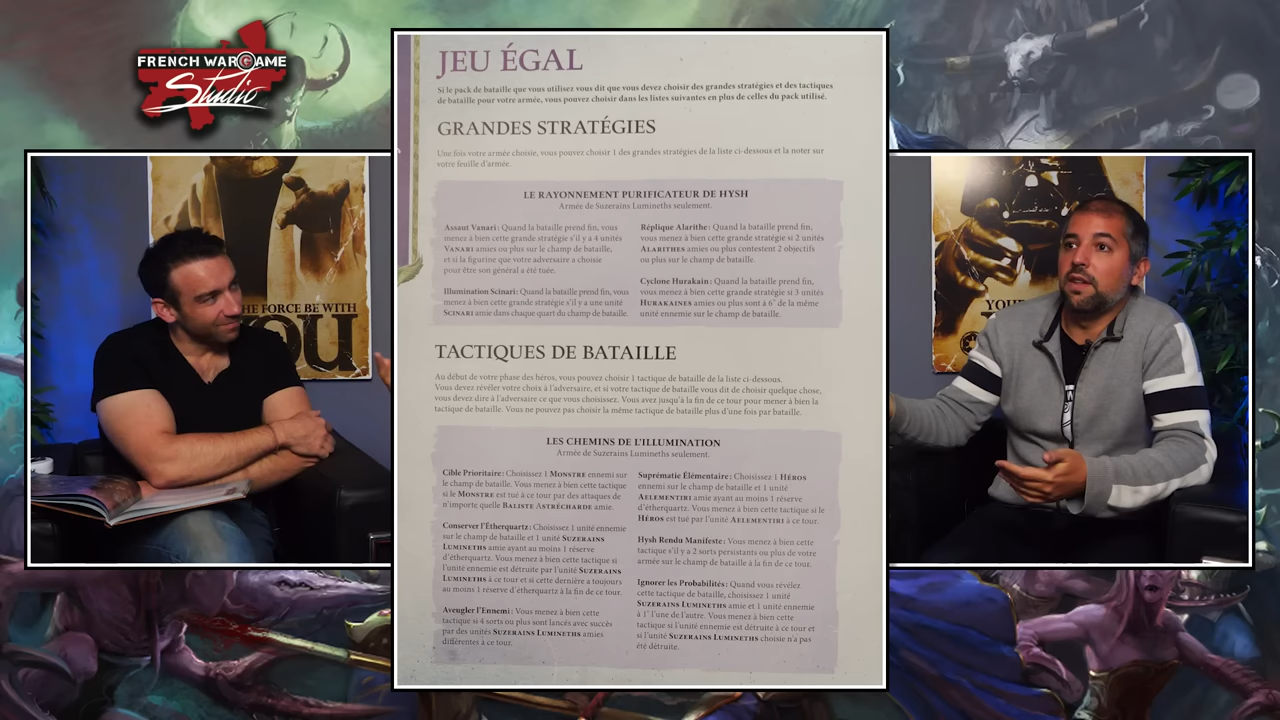 FRENCH WARGAME
Studio
JEU ÉGAL
Si le pack de bataille que vous utilisez vous dit que vous devez choisir des grandes stratégies et des tactiques
de bataille pour votre armée, vous pouvez choisir dans les listes suivantes en plus de celles du pack utilisé.
GRANDES STRATÉGIES
Une fois votre armée choisie, vous pouvez choisir 1 des grandes stratégies de la liste ci-dessous et la noter sur
votre feuille d'armée.
LE RAYONNEMENT PURIFICATEUR DE HYSH
Armée de Suzerains Lumineths seulement.
Assaut Vanari : Quand la bataille prend fin, vous
menez à bien cette grande stratégie s'il y a 4 unités
VANARI amies ou plus sur le champ de bataille,
et si la figurine que votre adversaire a choisie
pour être son général a été tuée.
Illumination Scinari : Quand la bataille prend fin, vous
menez à bien cette grande stratégie s'il y a une unité
SCINARI amie dans chaque quart du champ de bataille.
Réplique Alarithe : Quand la bataille prend fin,
vous menez à bien cette grande stratégie si 2 unités
ALARITHES amies ou plus contestent 2 objectifs
ou plus sur le champ de bataille.
Cyclone Hurakain : Quand la bataille prend fin,
vous menez à bien cette grande stratégie si 3 unités
HURAKAINES amies ou plus sont à 6" de la même
unité ennemie sur le champ de bataille.
TACTIQUES DE BATAILLE
Au début de votre phase des héros, vous pouvez choisir 1 tactique de bataille de la liste ci-dessous.
Vous devez révéler votre choix à l'adversaire, et si votre tactique de bataille vous dit de choisir quelque chose,
vous devez dire à l'adversaire ce que vous choisissez. Vous avez jusqu'à la fin de ce tour pour mener à bien la
tactique de bataille. Vous ne pouvez pas choisir la même tactique de bataille plus d'une fois par bataille.
LES CHEMINS DE L'ILLUMINATION
Armée de Suzerains Lumineths seulement.
Cible Prioritaire : Choisissez 1 MONSTRE ennemi sur
le champ de bataille. Vous menez à bien cette tactique
si le MONSTRE est tué à ce tour par des attaques de
n'importe quelle BALISTE ASTRÉCHARDE amie.
Conserver l'Étherquartz : Choisissez 1 unité ennemie
sur le champ de bataille et 1 unité SUZERAINS
LUMINETHS amie ayant au moins 1 réserve
d'étherquartz. Vous menez à bien cette tactique si
l'unité ennemie est détruite par l'unité SUZERAINS
LUMINETHS à ce tour et si cette dernière a toujours
au moins 1 réserve d'étherquartz à la fin de ce tour.
Aveugler l'Ennemi : Vous menez à bien cette
tactique si 4 sorts ou plus sont lancés avec succès
par des unités SUZERAINS LUMINETHS amies
différentes à ce tour.
Suprématie Élémentaire : Choisissez 1 HÉROS
ennemi sur le champ de bataille et 1 unité
AELEMENTIRI amie ayant au moins 1 réserve
d'étherquartz. Vous menez à bien cette tactique si le
HÉROS est tué par l'unité AELEMENTIRI à ce tour.
Hysh Rendu Manifeste : Vous menez à bien cette
tactique s'il y a 2 sorts persistants ou plus de votre
armée sur le champ de bataille à la fin de ce tour.
Ignorer les Probabilités : Quand vous révélez
cette tactique de bataille, choisissez 1 unité
SUZERAINS LUMINETHS amie et 1 unité ennemie
à 1" l'une de l'autre. Vous menez à bien cette
tactique si l'unité ennemie est détruite à ce tour et
si l'unité SUZERAINS LUMINETHS choisie n'a pas
été détruite.
HE FORCE BE WITH
YOU
YOU